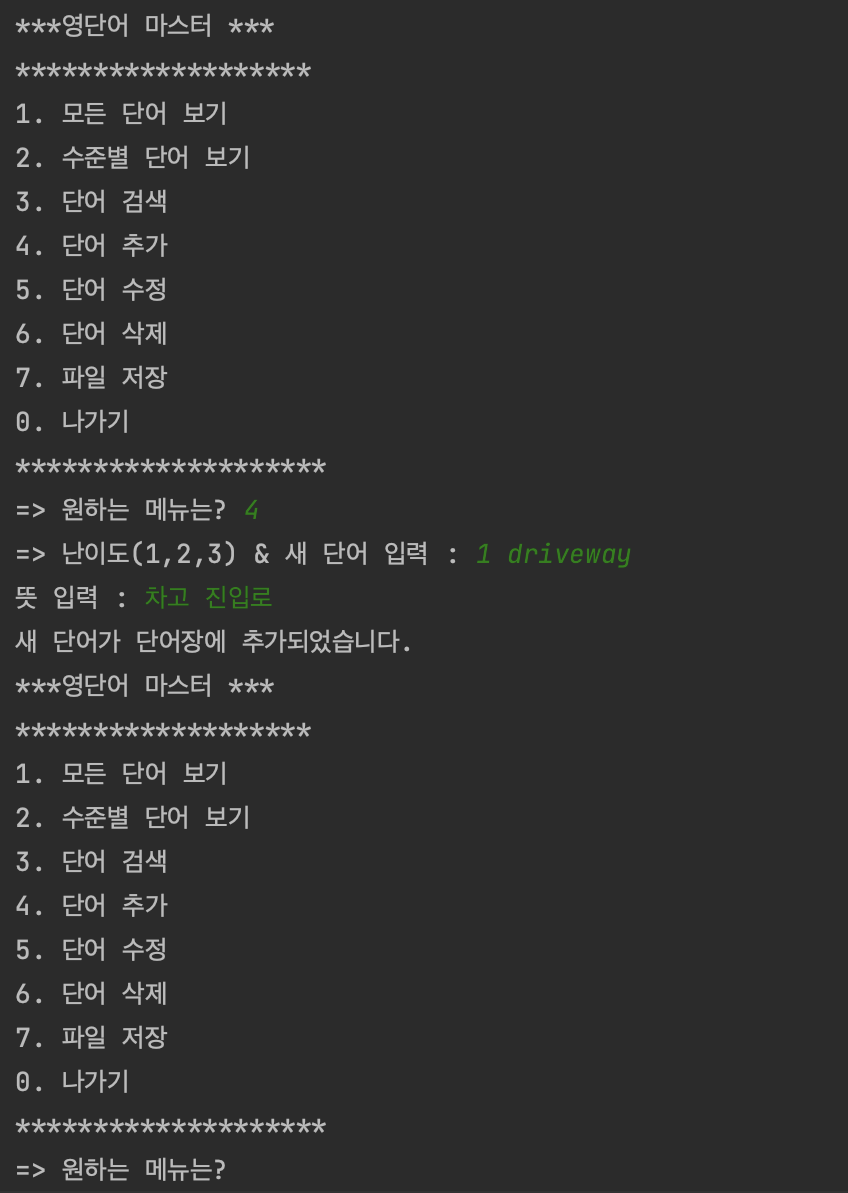 ***영단어 마스터 ***
*******************
1. 모든 단어 보기
2. 수준별 단어 보기
3. 단어 검색
4. 단어 추가
5. 단어 수정
6. 단어 삭제
7. 파일 저장
0. 나가기
********************
=> 원하는 메뉴는? 4
=> 난이도(1,2,3) & 새 단어 입력 : 1 driveway
뜻 입력 : 차고 진입로
새 단어가 단어장에 추가되었습니다.
***영단어 마스터 ***
*******************
1. 모든 단어 보기
2. 수준별 단어 보기
3. 단어 검색
4. 단어 추가
5. 단어 수정
6. 단어 삭제
7. 파일 저장
0. 나가기
********************
=> 원하는 메뉴는?